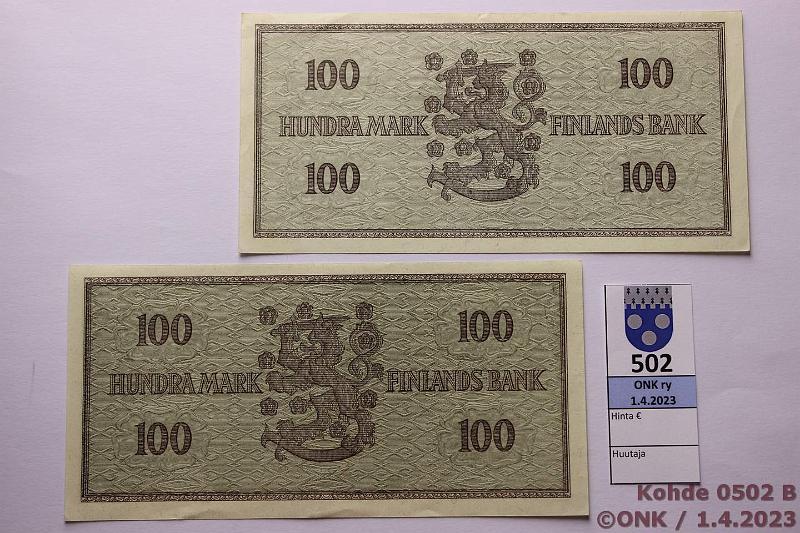 100 100
HUNDRA MARK FINLANDS BANK
100 100
100 100
HUNDRA MARK FINLANDS BANK
100 100
502
ONK ry
1.4.2023
Hinta €
Huutaja
Kohde 0502 B
©ONK / 1.4.2023